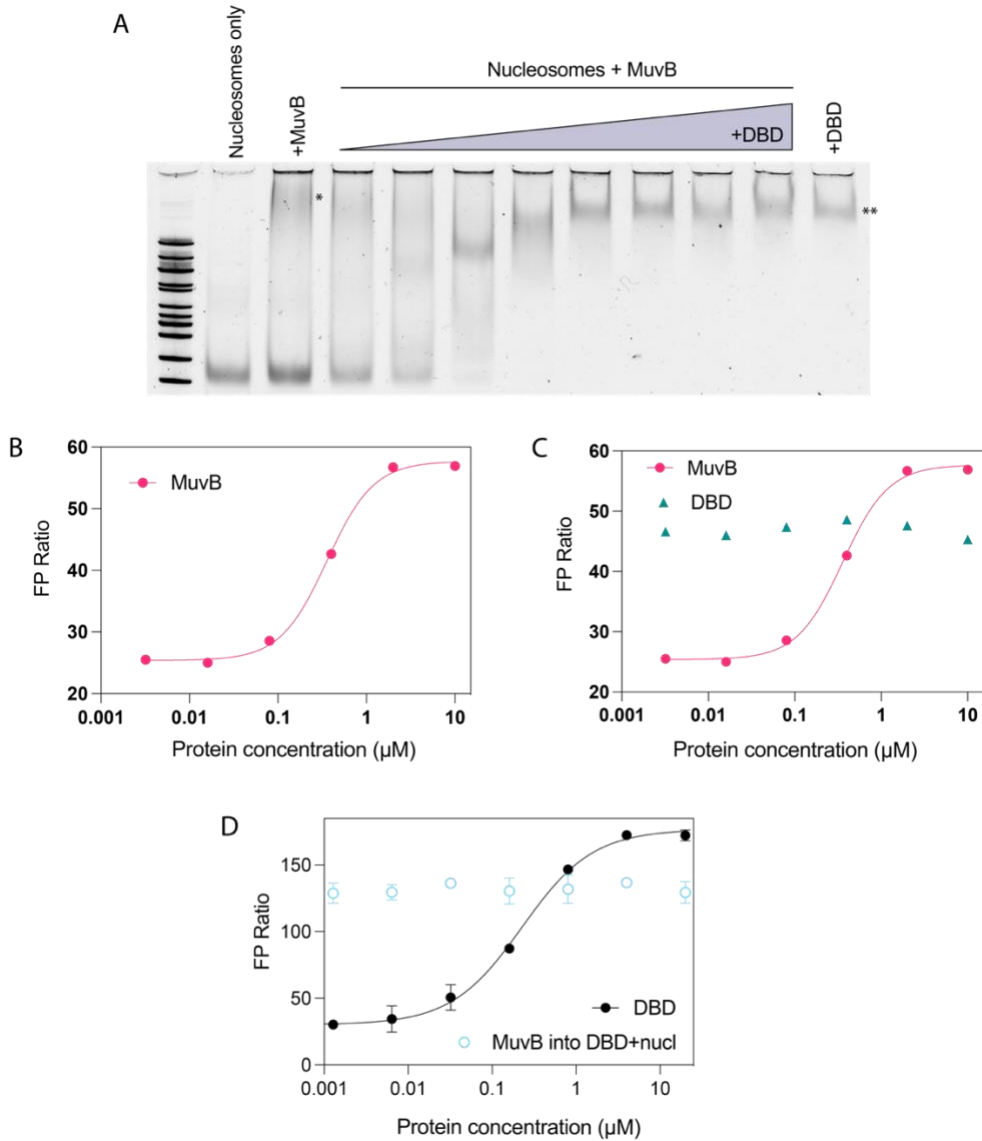 A
Nucleosomes only
+MuvB
Nucleosomes + MuvB
+DBD
+DBD
*
**
B
60
50
40
30
20
FP Ratio
MuvB
0.001 0.01 0.1 1 10
Protein concentration (µM)
C
60
50
40
30
20
FP Ratio
MuvB
DBD
0.001 0.01 0.1 1 10
Protein concentration (µM)
D
150
100
50
0
FP Ratio
DBD
MuvB into DBD+nucl
0.001 0.01 0.1 1 10
Protein concentration (µM)